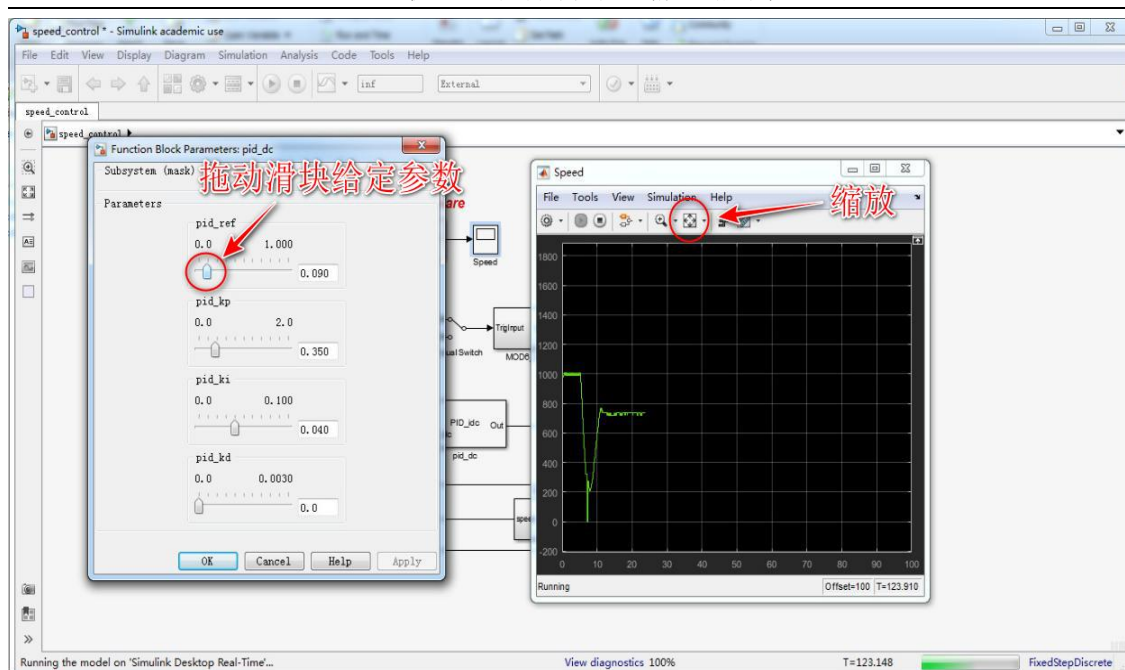 speed_control * - Simulink academic use
File Edit View Display Diagram Simulation Analysis Code Tools Help
inf
External
speed_control
speed_control
Function Block Parameters: pid_dc
Subsystem (mask)
拖动滑块给定参数
Parameters
pid_ref
0.0 1.000
0.090
pid_kp
0.0 2.0
0.350
pid_ki
0.0 0.100
0.040
pid_kd
0.0 0.0030
0.0
OK Cancel Help Apply
are
Speed
TrigInput
ual Switch
PID_idc
Out
pid_dc
Speed
File Tools View Simulation Help
缩放
1800
1600
1400
1200
1000
800
600
400
200
0
-200
0 10 20 30 40 50 60 70 80 90 100
Running
Offset=100 T=123.910
Running the model on 'Simulink Desktop Real-Time'...
View diagnostics 100%
T=123.148
FixedStepDiscrete